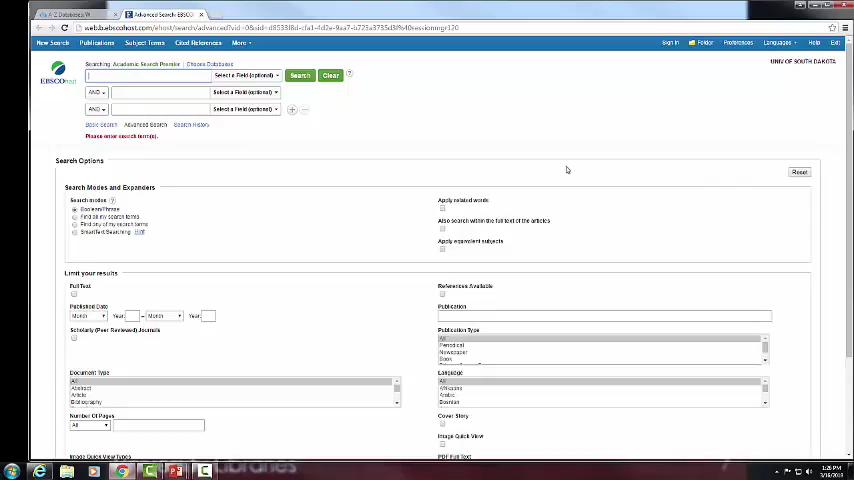 A-Z Databases: W
Advanced Search: EBSCO
web.b.ebscohost.com/ehost/search/advanced?vid=0&sid=d8533f8d-cfa1-4d2e-9aa7-b723a3735d3f%40sessionmgr120
New Search Publications Subject Terms Cited References More
Sign In Folder Preferences Languages Help Exit
Searching: Academic Search Premier Choose Databases
UNIV OF SOUTH DAKOTA
Select a Field (optional) Search Clear ?
EBSCOhost
AND Select a Field (optional)
AND Select a Field (optional)
Basic Search Advanced Search Search History
Please enter search term(s).
Search Options
Reset
Search Modes and Expanders
Search modes ?
Boolean/Phrase
Find all my search terms
Find any of my search terms
SmartText Searching Hint
Apply related words
Also search within the full text of the articles
Apply equivalent subjects
Limit your results
Full Text
References Available
Published Date
Month Year: – Month Year:
Publication
Scholarly (Peer Reviewed) Journals
Publication Type
All
Periodical
Newspaper
Book
Document Type
All
Abstract
Article
Bibliography
Language
All
Afrikaans
Arabic
Bosnian
Number Of Pages
All
Cover Story
Image Quick View
Image Quick View Types
PDF Full Text
Libraries
1:26 PM
3/16/2018